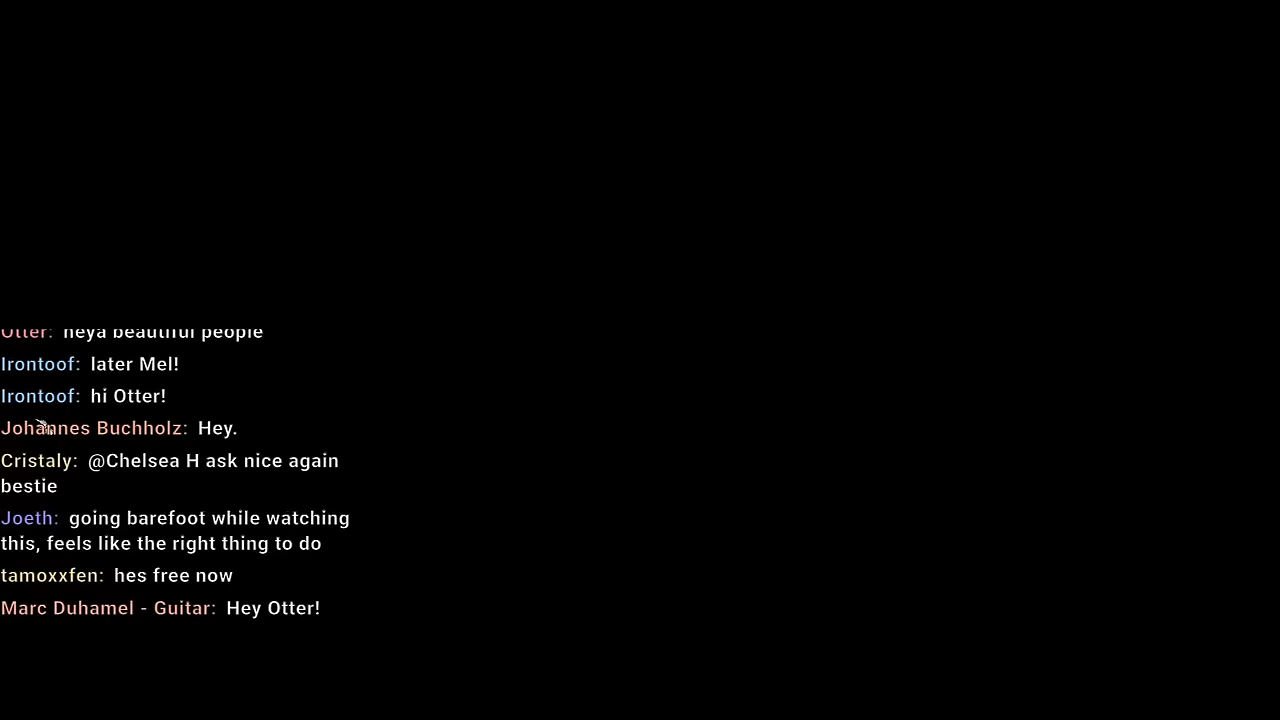 Otter: heya beautiful people
Irontoof: later Mel!
Irontoof: hi Otter!
Johannes Buchholz: Hey.
Cristaly: @Chelsea H ask nice again
bestie
Joeth: going barefoot while watching
this, feels like the right thing to do
tamoxxfen: hes free now
Marc Duhamel - Guitar: Hey Otter!